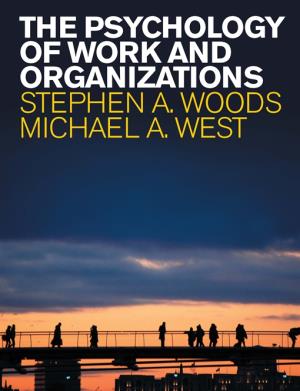 THE PSYCHOLOGY
OF WORK AND
ORGANIZATIONS
STEPHEN A. WOODS
MICHAEL A. WEST